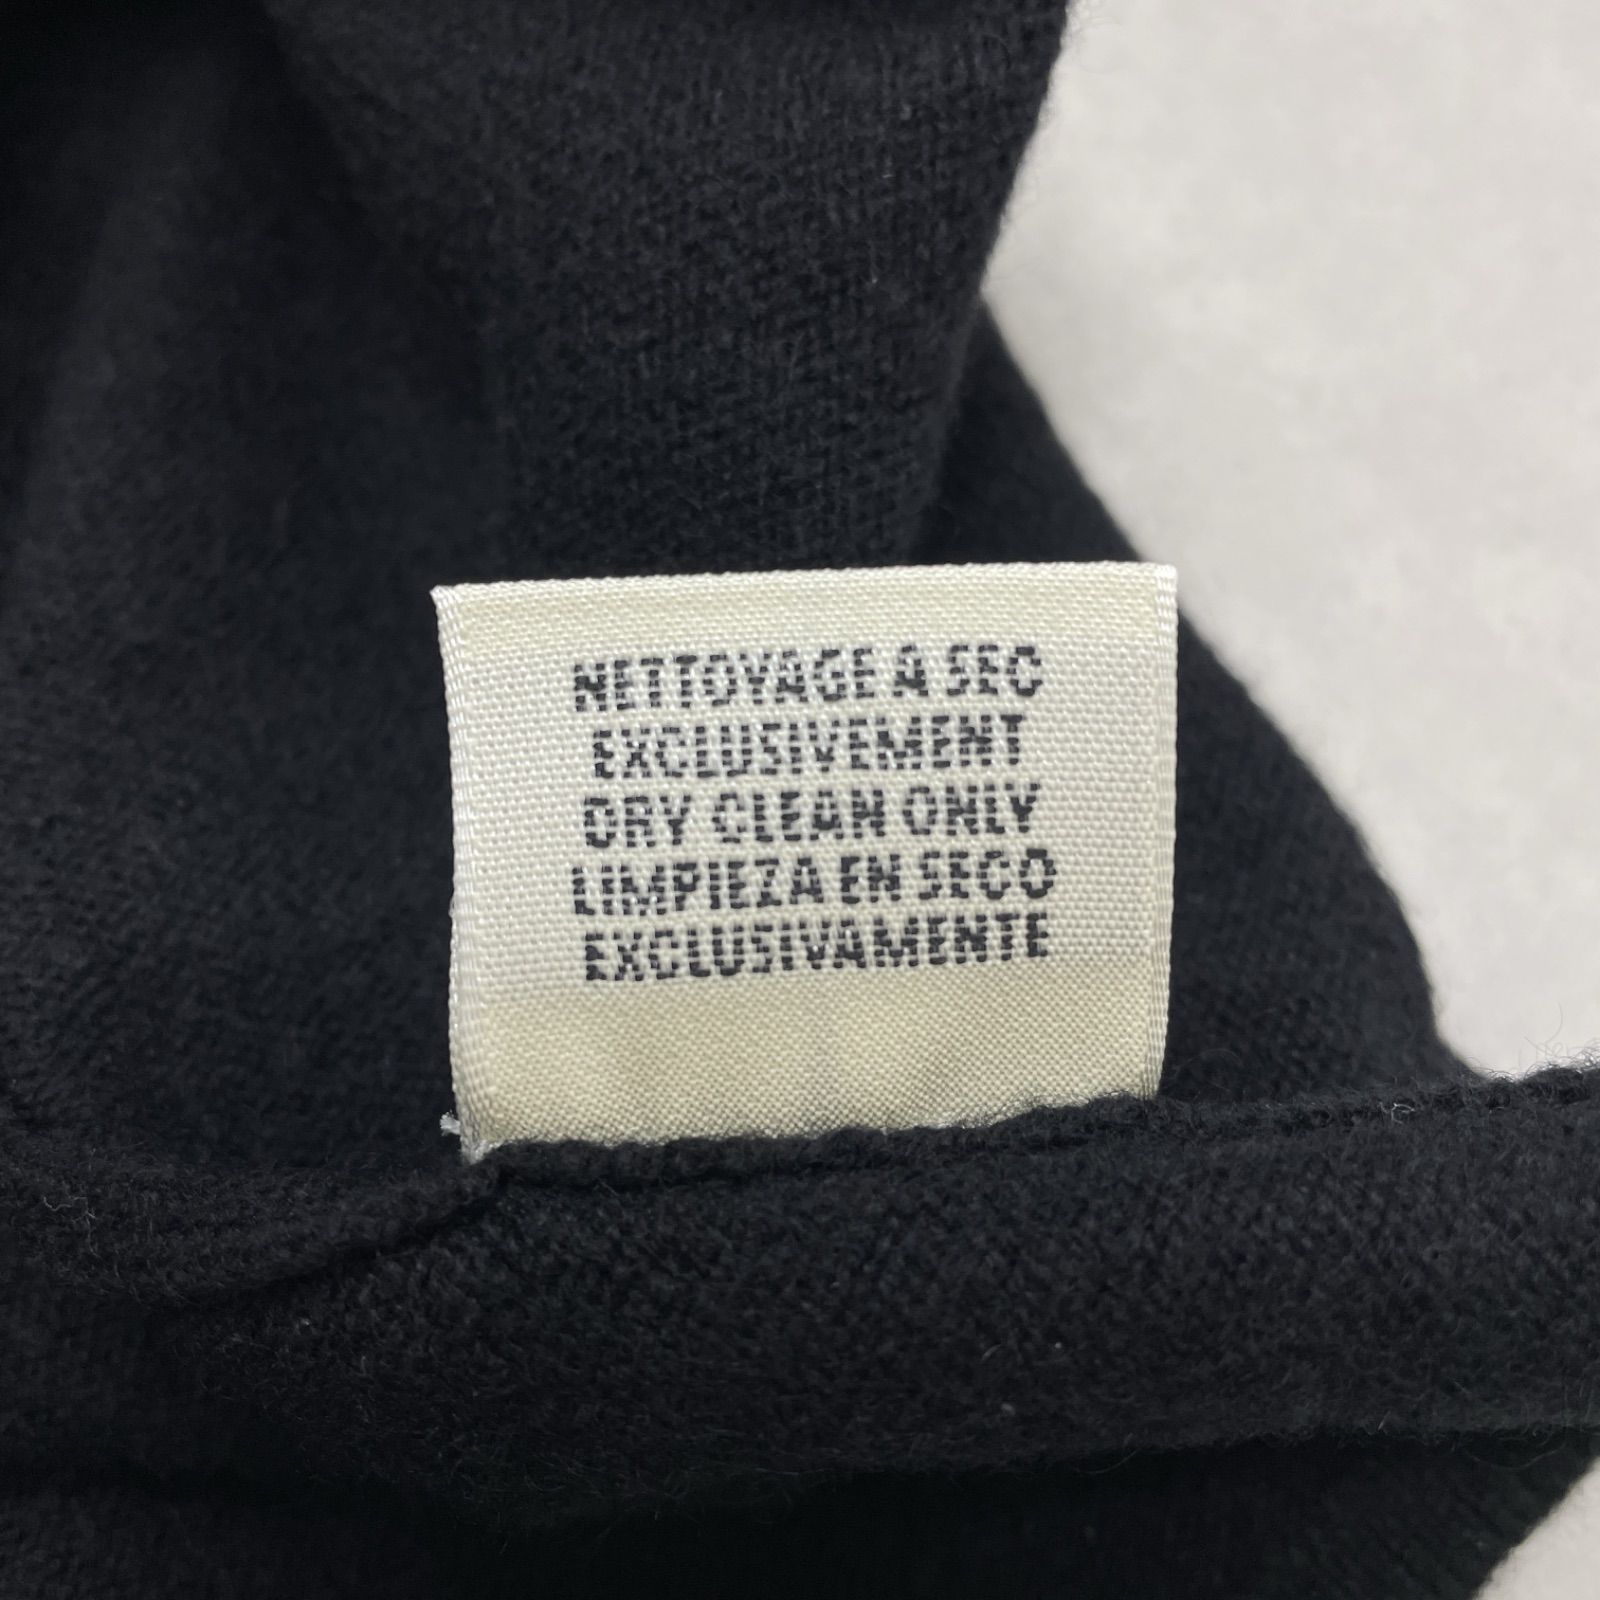 NETTOYAGE A SEC
EXCLUSIVEMENT
DRY CLEAN ONLY
LIMPIEZA EN SECO
EXCLUSIVAMENTE